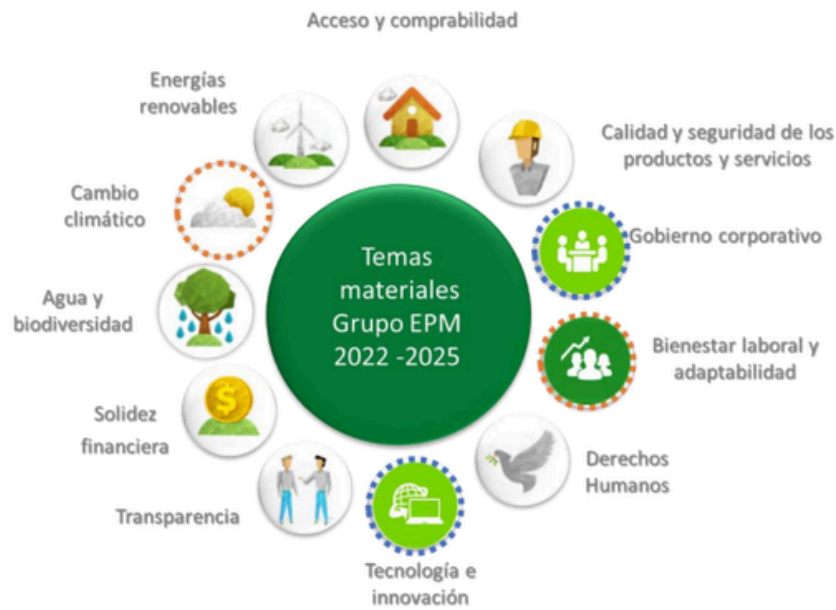 Acceso y comprabilidad
Energías
renovables
Calidad y seguridad de los
productos y servicios
Cambio
climático
Gobierno corporativo
Temas
materiales
Grupo EPM
2022 -2025
Agua y
biodiversidad
Bienestar laboral y
adaptabilidad
Solidez
financiera
Derechos
Humanos
Transparencia
Tecnología e
innovación